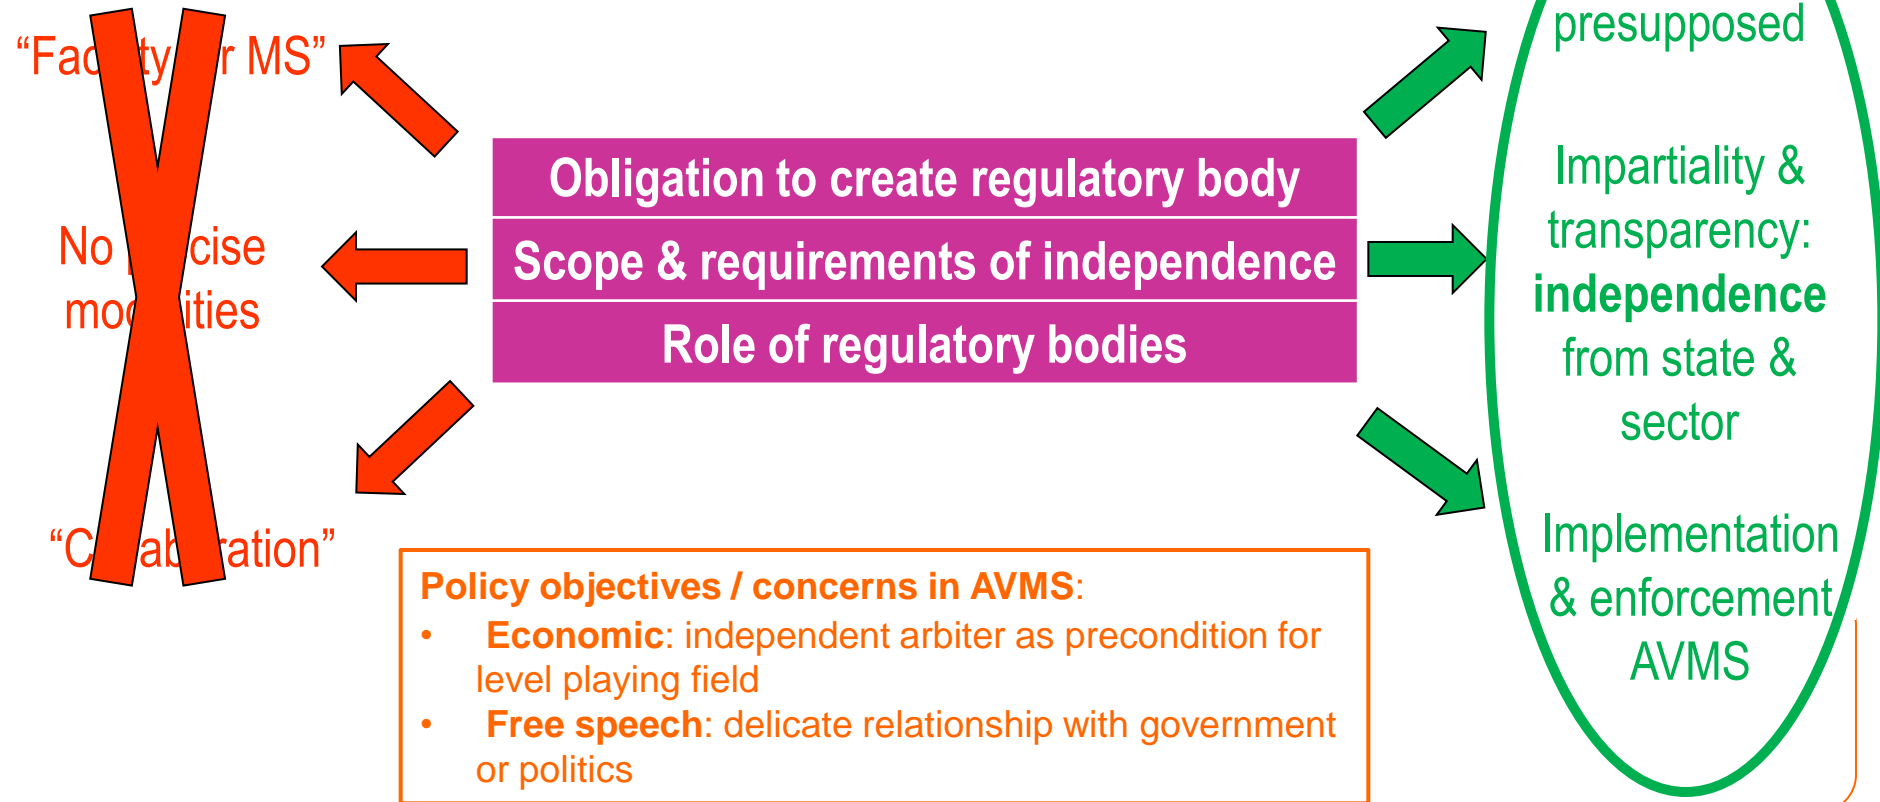 “Fac ty r MS”
No cise
mo ities
“C ab ration”
Obligation to create regulatory body
Scope & requirements of independence
Role of regulatory bodies
presupposed
Impartiality &
transparency:
independence
from state &
sector
Implementation
& enforcement
AVMS
Policy objectives / concerns in AVMS:
• Economic: independent arbiter as precondition for
level playing field
• Free speech: delicate relationship with government
or politics